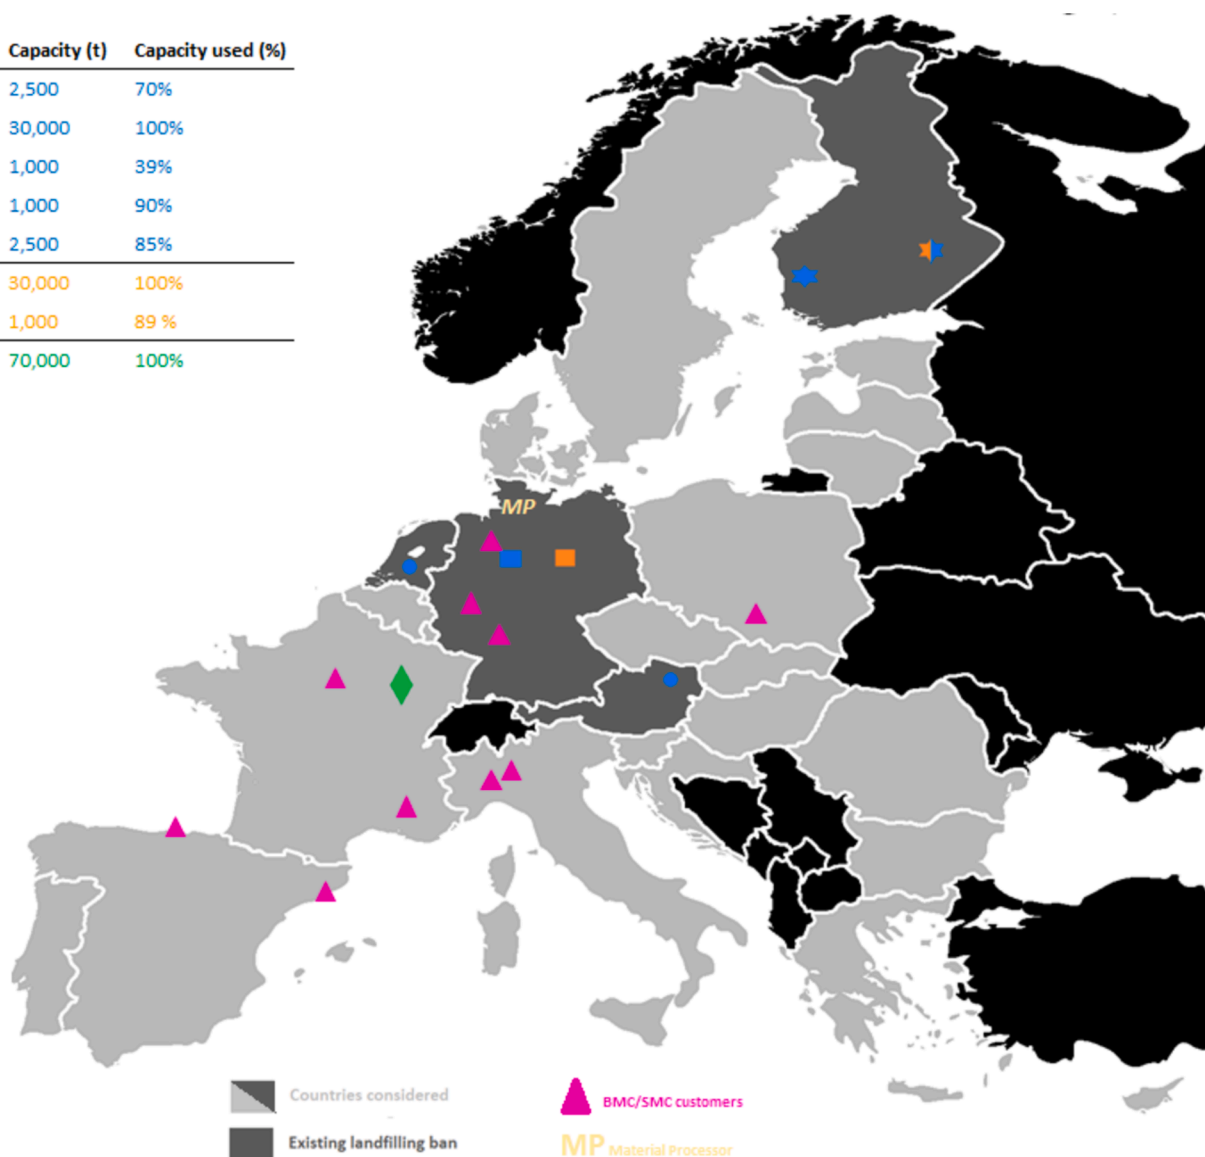 Capacity (t) Capacity used (%)
2,500 70%
30,000 100%
1,000 39%
1,000 90%
2,500 85%
30,000 100%
1,000 89 %
70,000 100%
MP
Countries considered
BMC/SMC customers
Existing landfilling ban
MP Material Processor